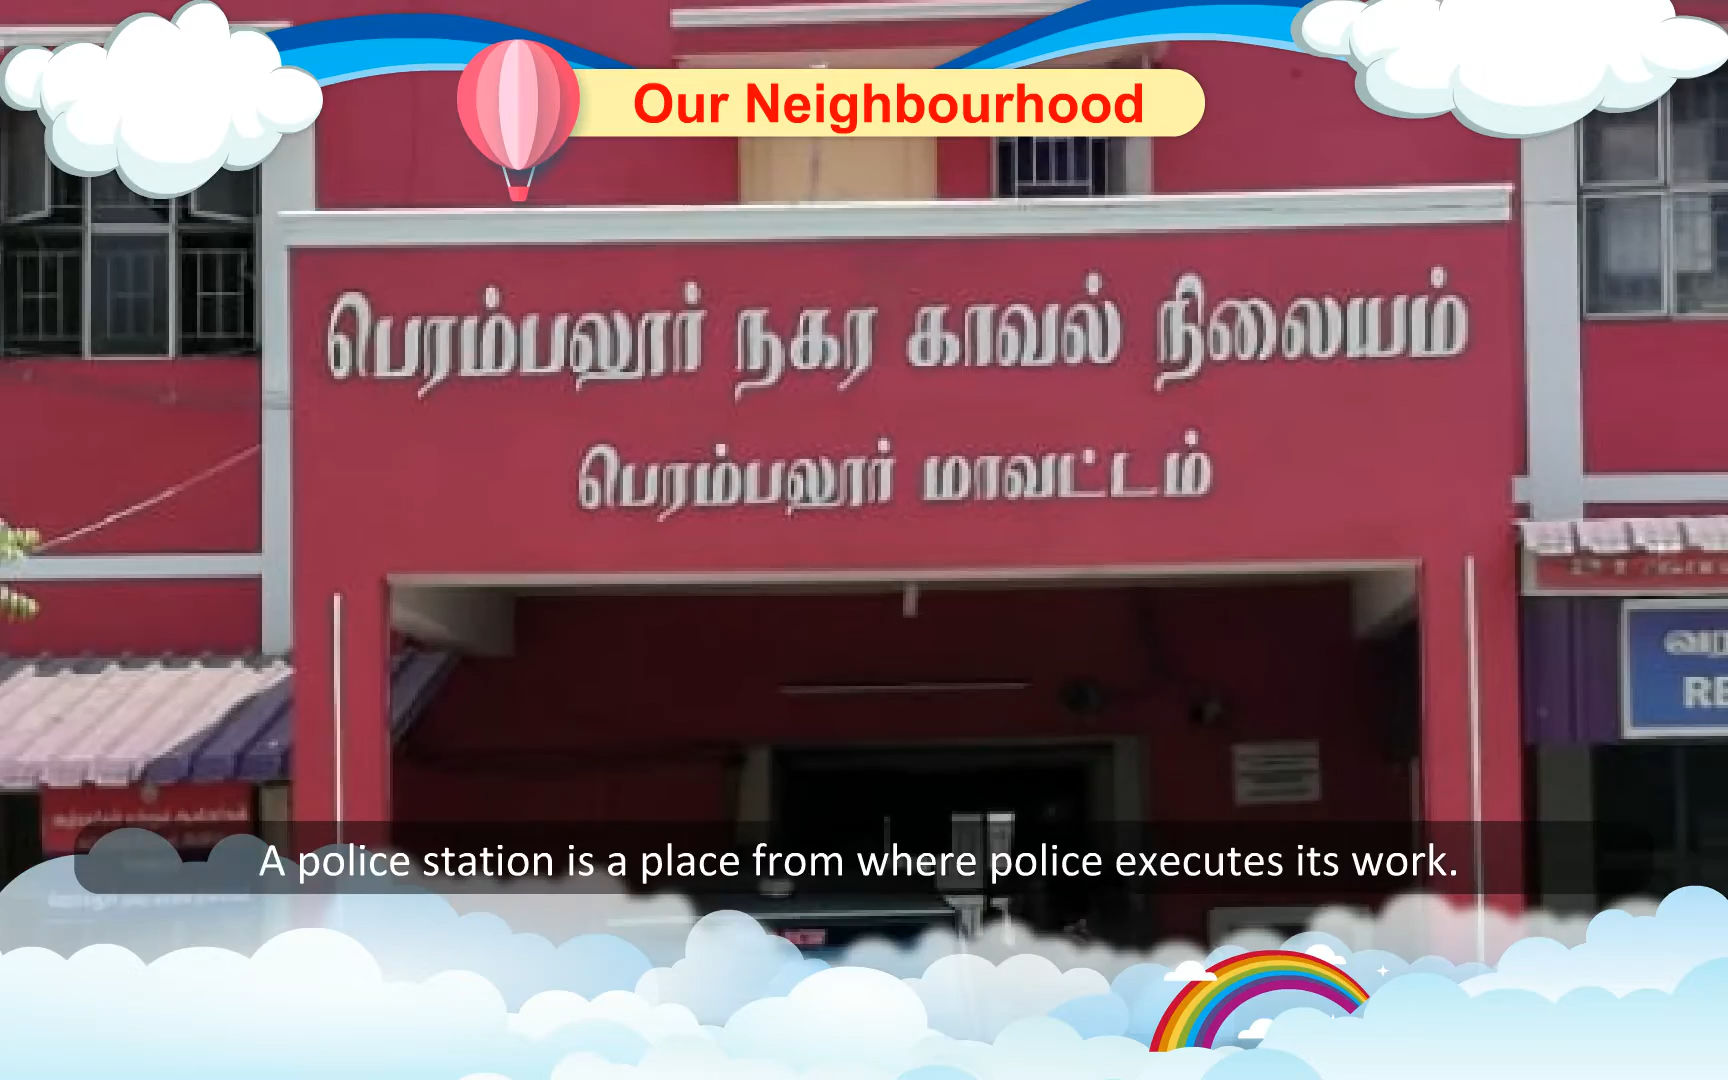 Our Neighbourhood
பெரம்பலூர் நகர காவல் நிலையம்
பெரம்பலூர் மாவட்டம்
A police station is a place from where police executes its work.